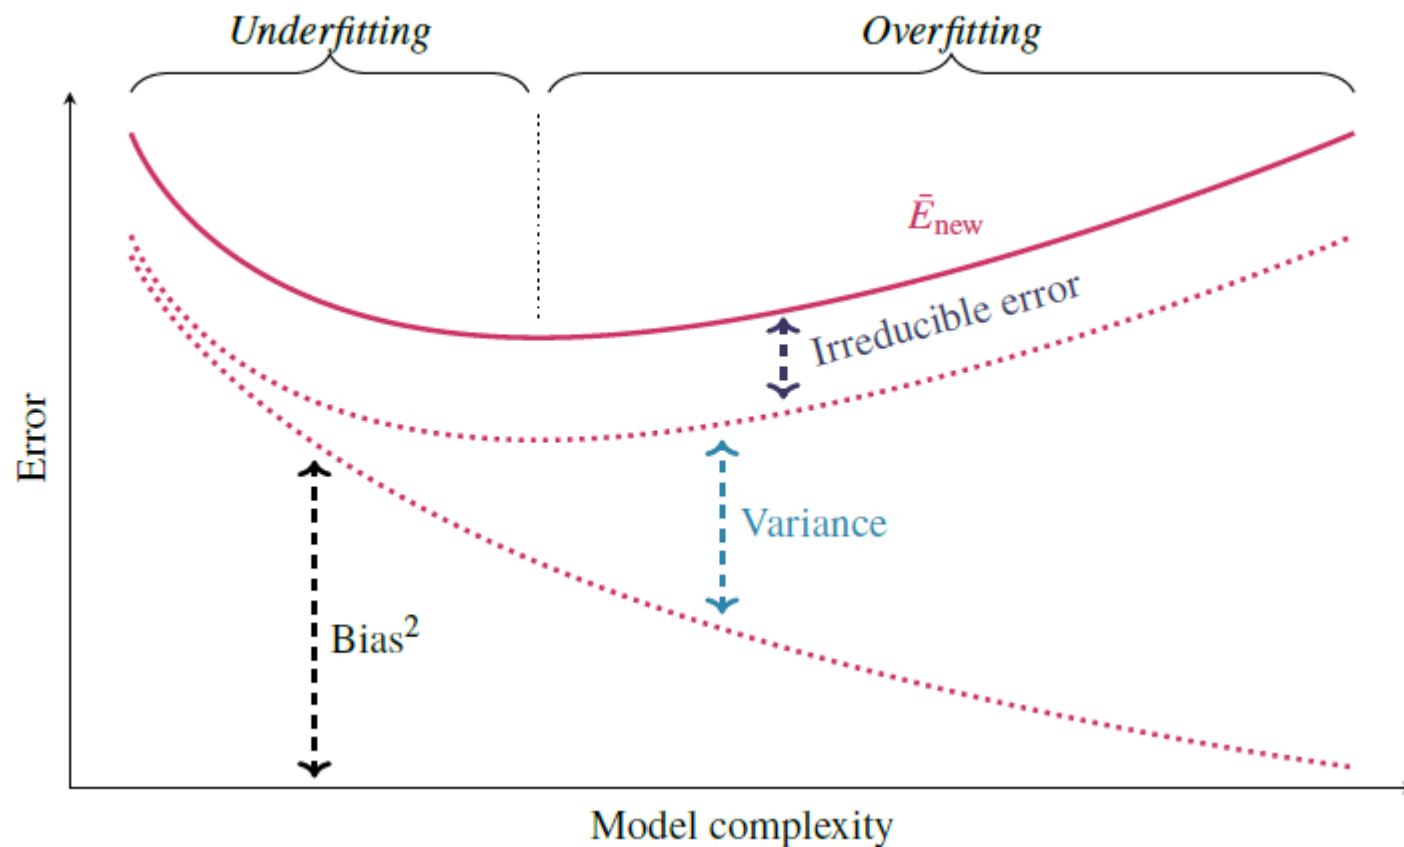 Underfitting
Overfitting
Ē_new
Irreducible error
Variance
Bias²
Error
Model complexity